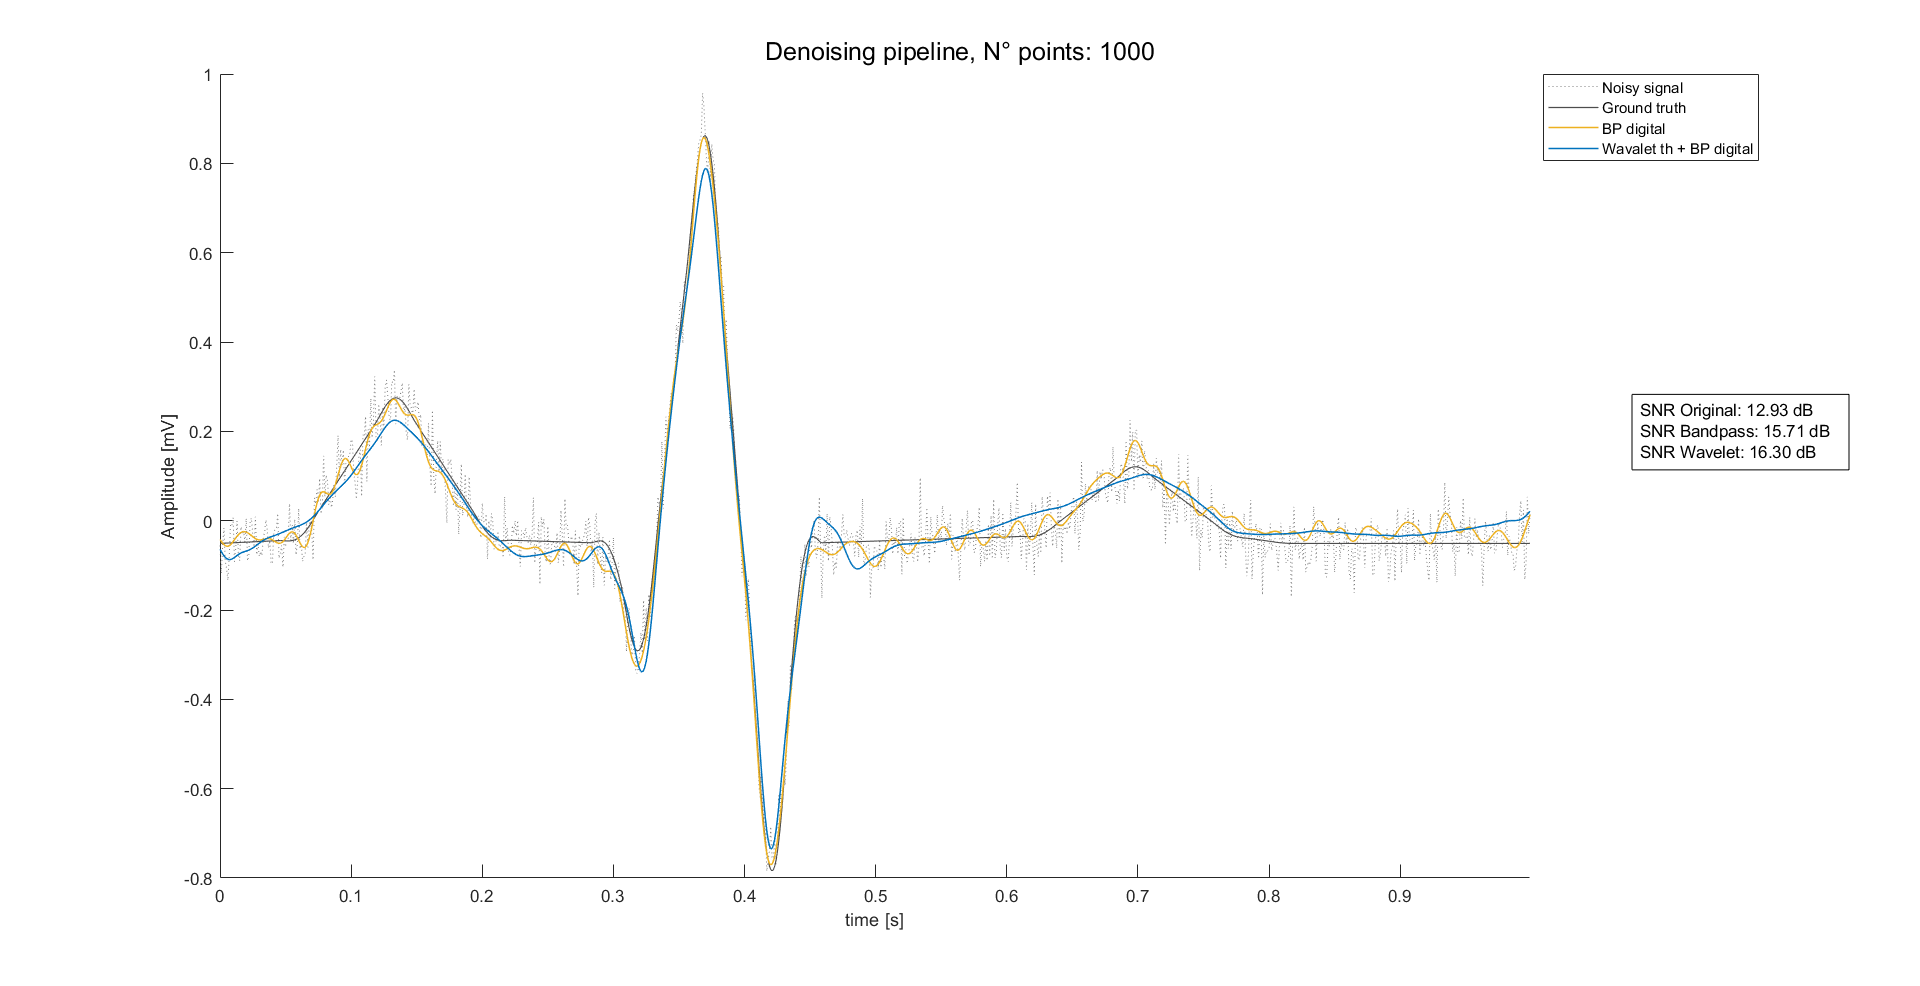 Denoising pipeline, N° points: 1000
Noisy signal
Ground truth
BP digital
Wavalet th + BP digital
SNR Original: 12.93 dB
SNR Bandpass: 15.71 dB
SNR Wavelet: 16.30 dB
Amplitude [mV]
1
0.8
0.6
0.4
0.2
0
-0.2
-0.4
-0.6
-0.8
0 0.1 0.2 0.3 0.4 0.5 0.6 0.7 0.8 0.9
time [s]